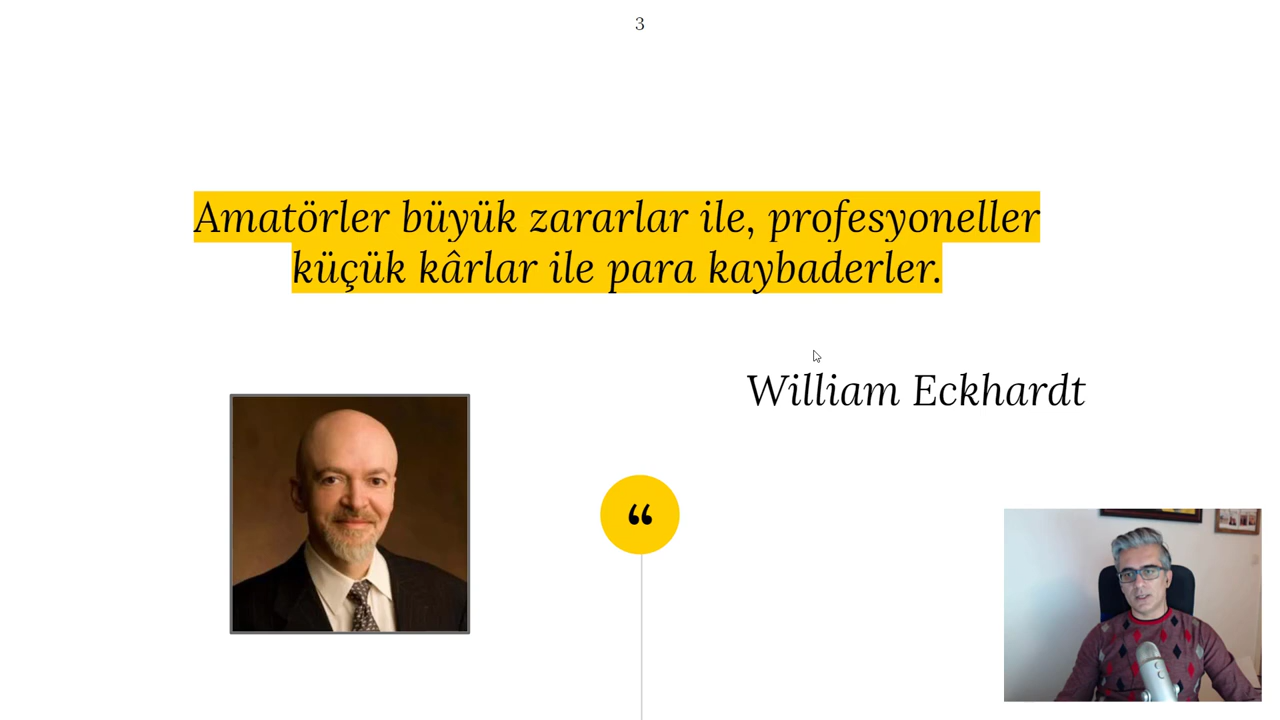 3
Amatörler büyük zararlar ile, profesyoneller
küçük kârlar ile para kaybaderler.
William Eckhardt
“